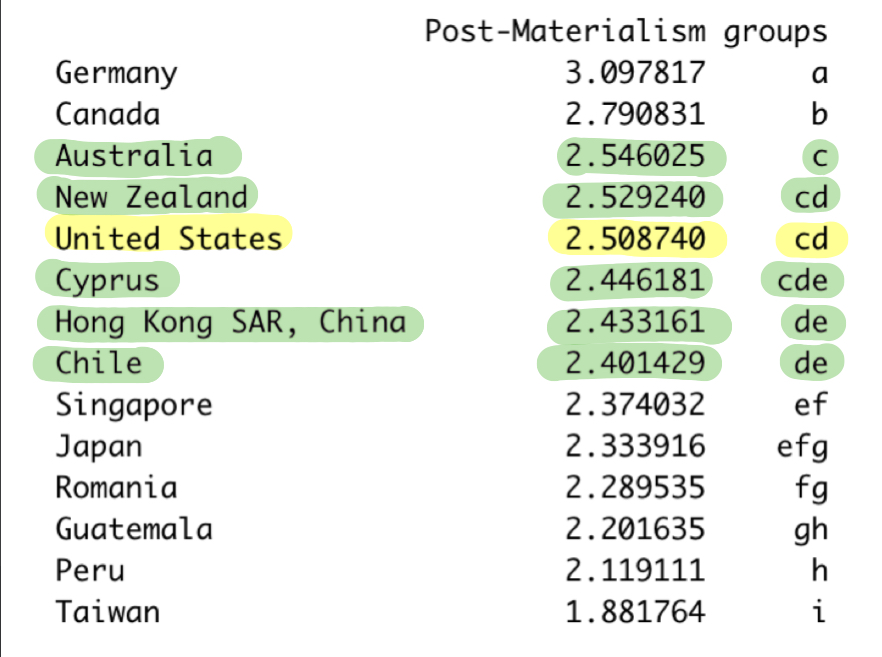 Post-Materialism groups
Germany 3.097817 a
Canada 2.790831 b
Australia 2.546025 c
New Zealand 2.529240 cd
United States 2.508740 cd
Cyprus 2.446181 cde
Hong Kong SAR, China 2.433161 de
Chile 2.401429 de
Singapore 2.374032 ef
Japan 2.333916 efg
Romania 2.289535 fg
Guatemala 2.201635 gh
Peru 2.119111 h
Taiwan 1.881764 i